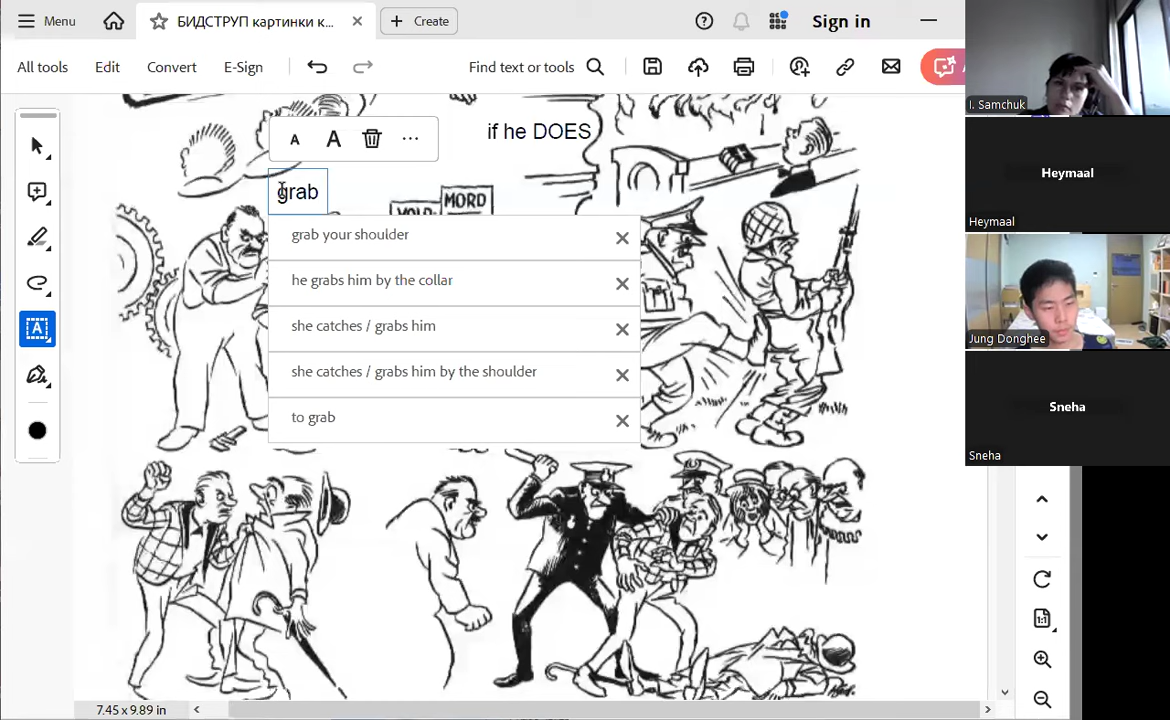 Menu
БИДСТРУП картинки к...
Create
Sign in
All tools
Edit
Convert
E-Sign
Find text or tools
A A ...
if he DOES
grab
MORD
grab your shoulder
he grabs him by the collar
she catches / grabs him
she catches / grabs him by the shoulder
to grab
7.45 x 9.89 in
I. Samchuk
Heymaal
Heymaal
Jung Donghee
Sneha
Sneha